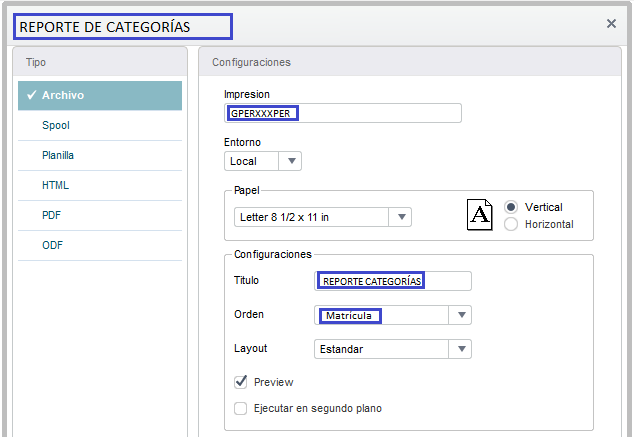 REPORTE DE CATEGORÍAS
Tipo
Archivo
Spool
Planilla
HTML
PDF
ODF
Configuraciones
Impresion
GPERXXXPER
Entorno
Local
Papel
Letter 8 1/2 x 11 in
A
Vertical
Horizontal
Configuraciones
Titulo
REPORTE CATEGORÍAS
Orden
Matrícula
Layout
Estandar
Preview
Ejecutar en segundo plano